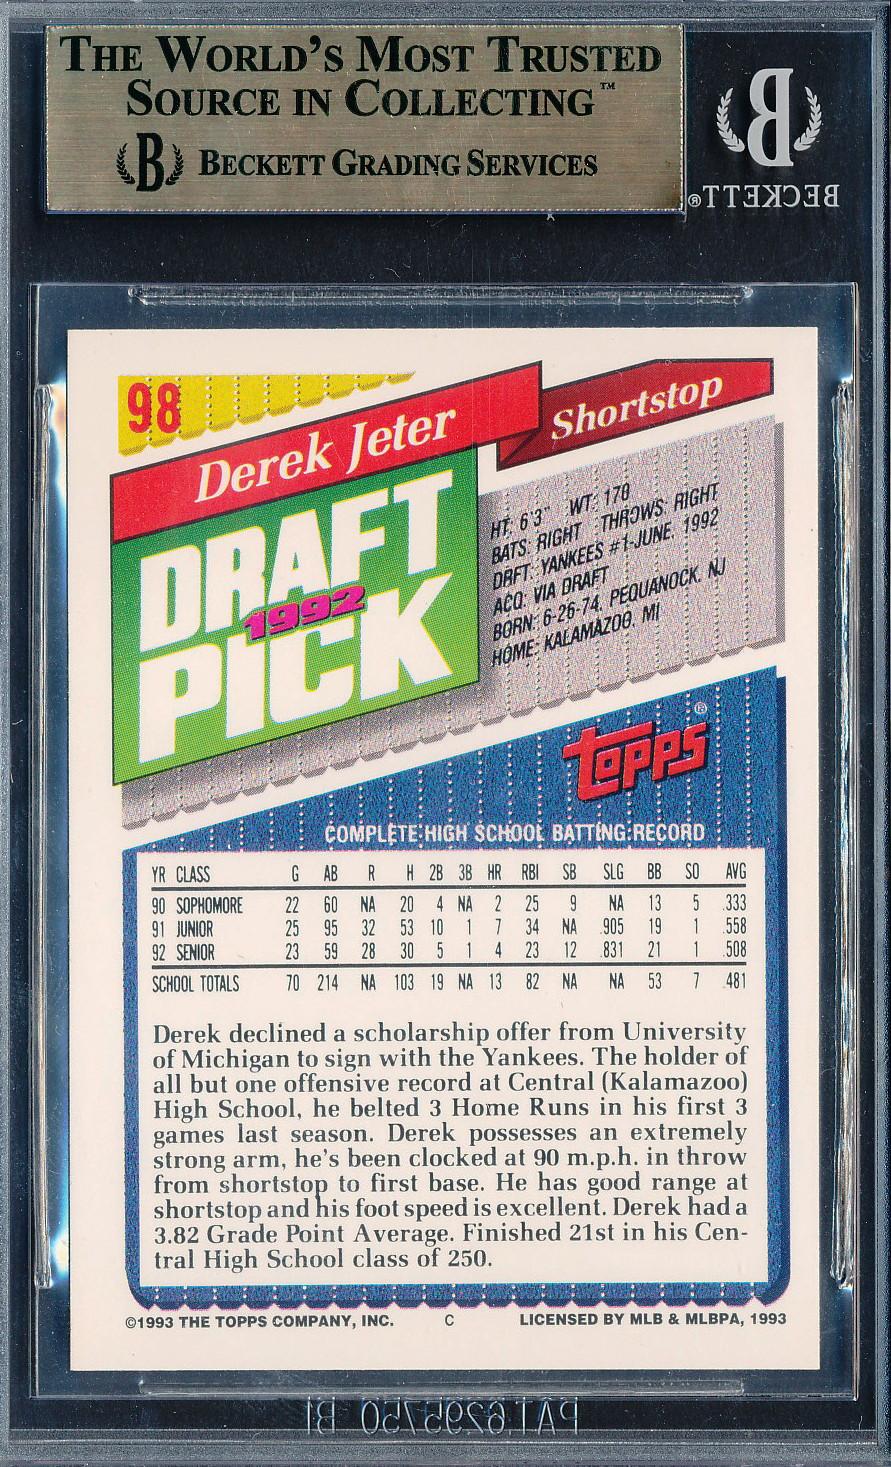 THE WORLD'S MOST TRUSTED
SOURCE IN COLLECTING™
B BECKETT GRADING SERVICES
B
BECKETT®
98
Derek Jeter
Shortstop
DRAFT
1992
PICK
HT: 6'3" WT: 178
BATS: RIGHT THROWS: RIGHT
DRFT: YANKEES #1-JUNE, 1992
ACQ: VIA DRAFT
BORN: 6-26-74, PEQUANOCK, NJ
HOME: KALAMAZOO, MI
topps®
COMPLETE HIGH SCHOOL BATTING RECORD
YR CLASS G AB R H 2B 3B HR RBI SB SLG BB SO AVG
90 SOPHOMORE 22 60 NA 20 4 NA 2 25 9 NA 13 5 .333
91 JUNIOR 25 95 32 53 10 1 7 34 NA .905 19 1 .558
92 SENIOR 23 59 28 30 5 1 4 23 12 .831 21 1 .508
SCHOOL TOTALS 70 214 NA 103 19 NA 13 82 NA NA 53 7 .481
Derek declined a scholarship offer from University
of Michigan to sign with the Yankees. The holder of
all but one offensive record at Central (Kalamazoo)
High School, he belted 3 Home Runs in his first 3
games last season. Derek possesses an extremely
strong arm, he's been clocked at 90 m.p.h. in throw
from shortstop to first base. He has good range at
shortstop and his foot speed is excellent. Derek had a
3.82 Grade Point Average. Finished 21st in his Cen-
tral High School class of 250.
©1993 THE TOPPS COMPANY, INC. C LICENSED BY MLB & MLBPA, 1993
PAT.6295750 B1